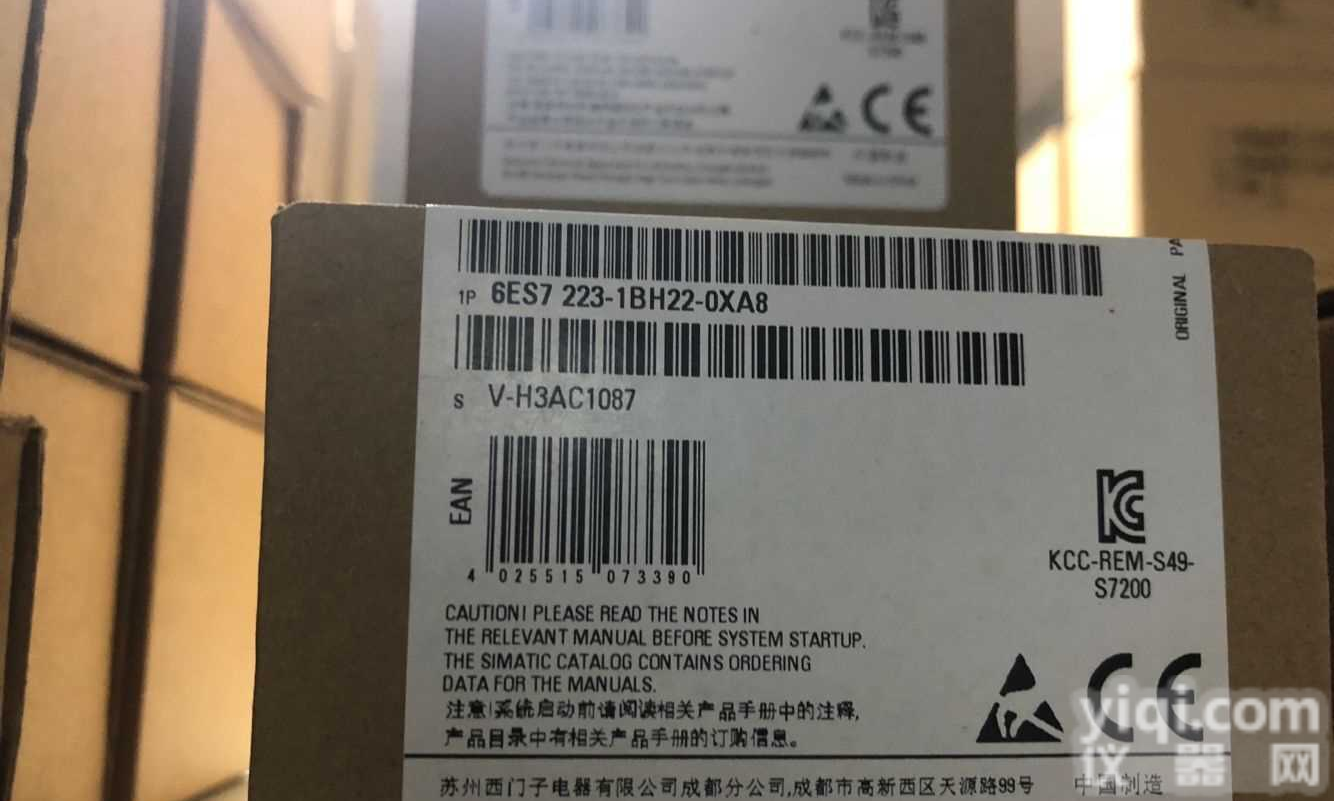 1P 6ES7 223-1BH22-0XA8
ORIGINAL PA
S V-H3AC1087
EAN
4 025515 073390
KCC-REM-S49-
S7200
CAUTION! PLEASE READ THE NOTES IN
THE RELEVANT MANUAL BEFORE SYSTEM STARTUP.
THE SIMATIC CATALOG CONTAINS ORDERING
DATA FOR THE MANUALS.
注意!系统启动前请阅读相关产品手册中的注释,
产品目录中有相关产品手册的订购信息。
CE
CE
yiqi.com
仪器网
苏州西门子电器有限公司成都分公司,成都市高新西区天源路99号 中国制造